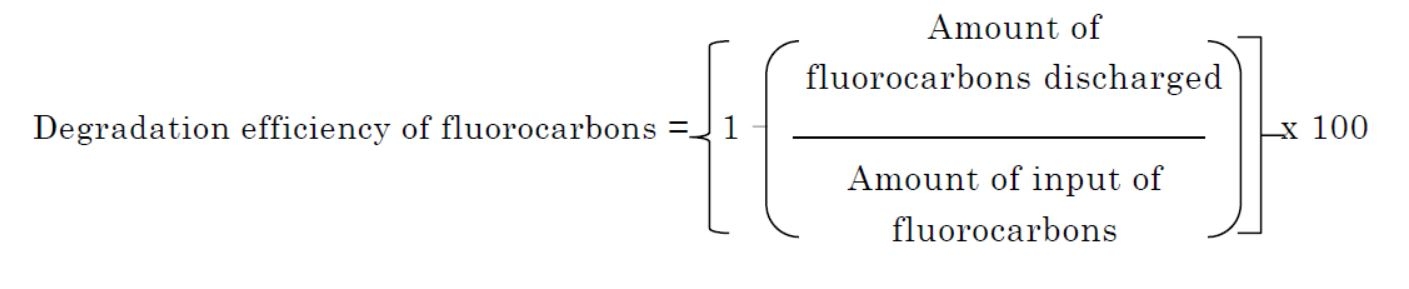 Amount of
fluorocarbons discharged
Degradation efficiency of fluorocarbons = { 1 - ( ) ] x 100
Amount of input of
fluorocarbons